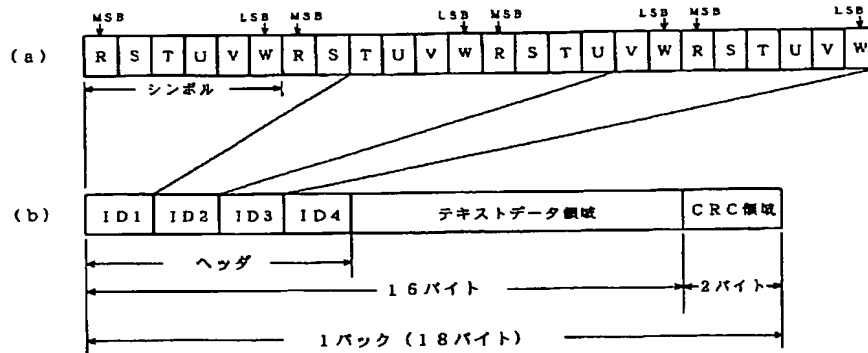 MSB LSB MSB LSB MSB LSB MSB LSB
(a) R S T U V W R S T U V W R S T U V W R S T U V W
シンボル
(b) ID1 ID2 ID3 ID4 テキストデータ領域 CRC領域
ヘッダ
16バイト 2バイト
1パック(18バイト)